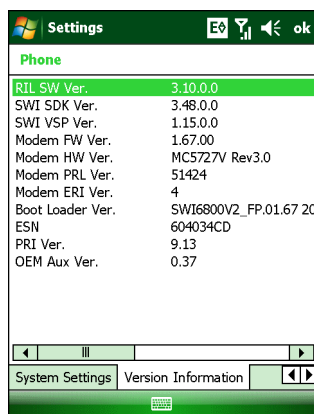 Settings
ok
Phone
RIL SW Ver. 3.10.0.0
SWI SDK Ver. 3.48.0.0
SWI VSP Ver. 1.15.0.0
Modem FW Ver. 1.67.00
Modem HW Ver. MC5727V Rev3.0
Modem PRL Ver. 51424
Modem ERI Ver. 4
Boot Loader Ver. SWI6800V2_FP.01.67 20
ESN 604034CD
PRI Ver. 9.13
OEM Aux Ver. 0.37
System Settings Version Information